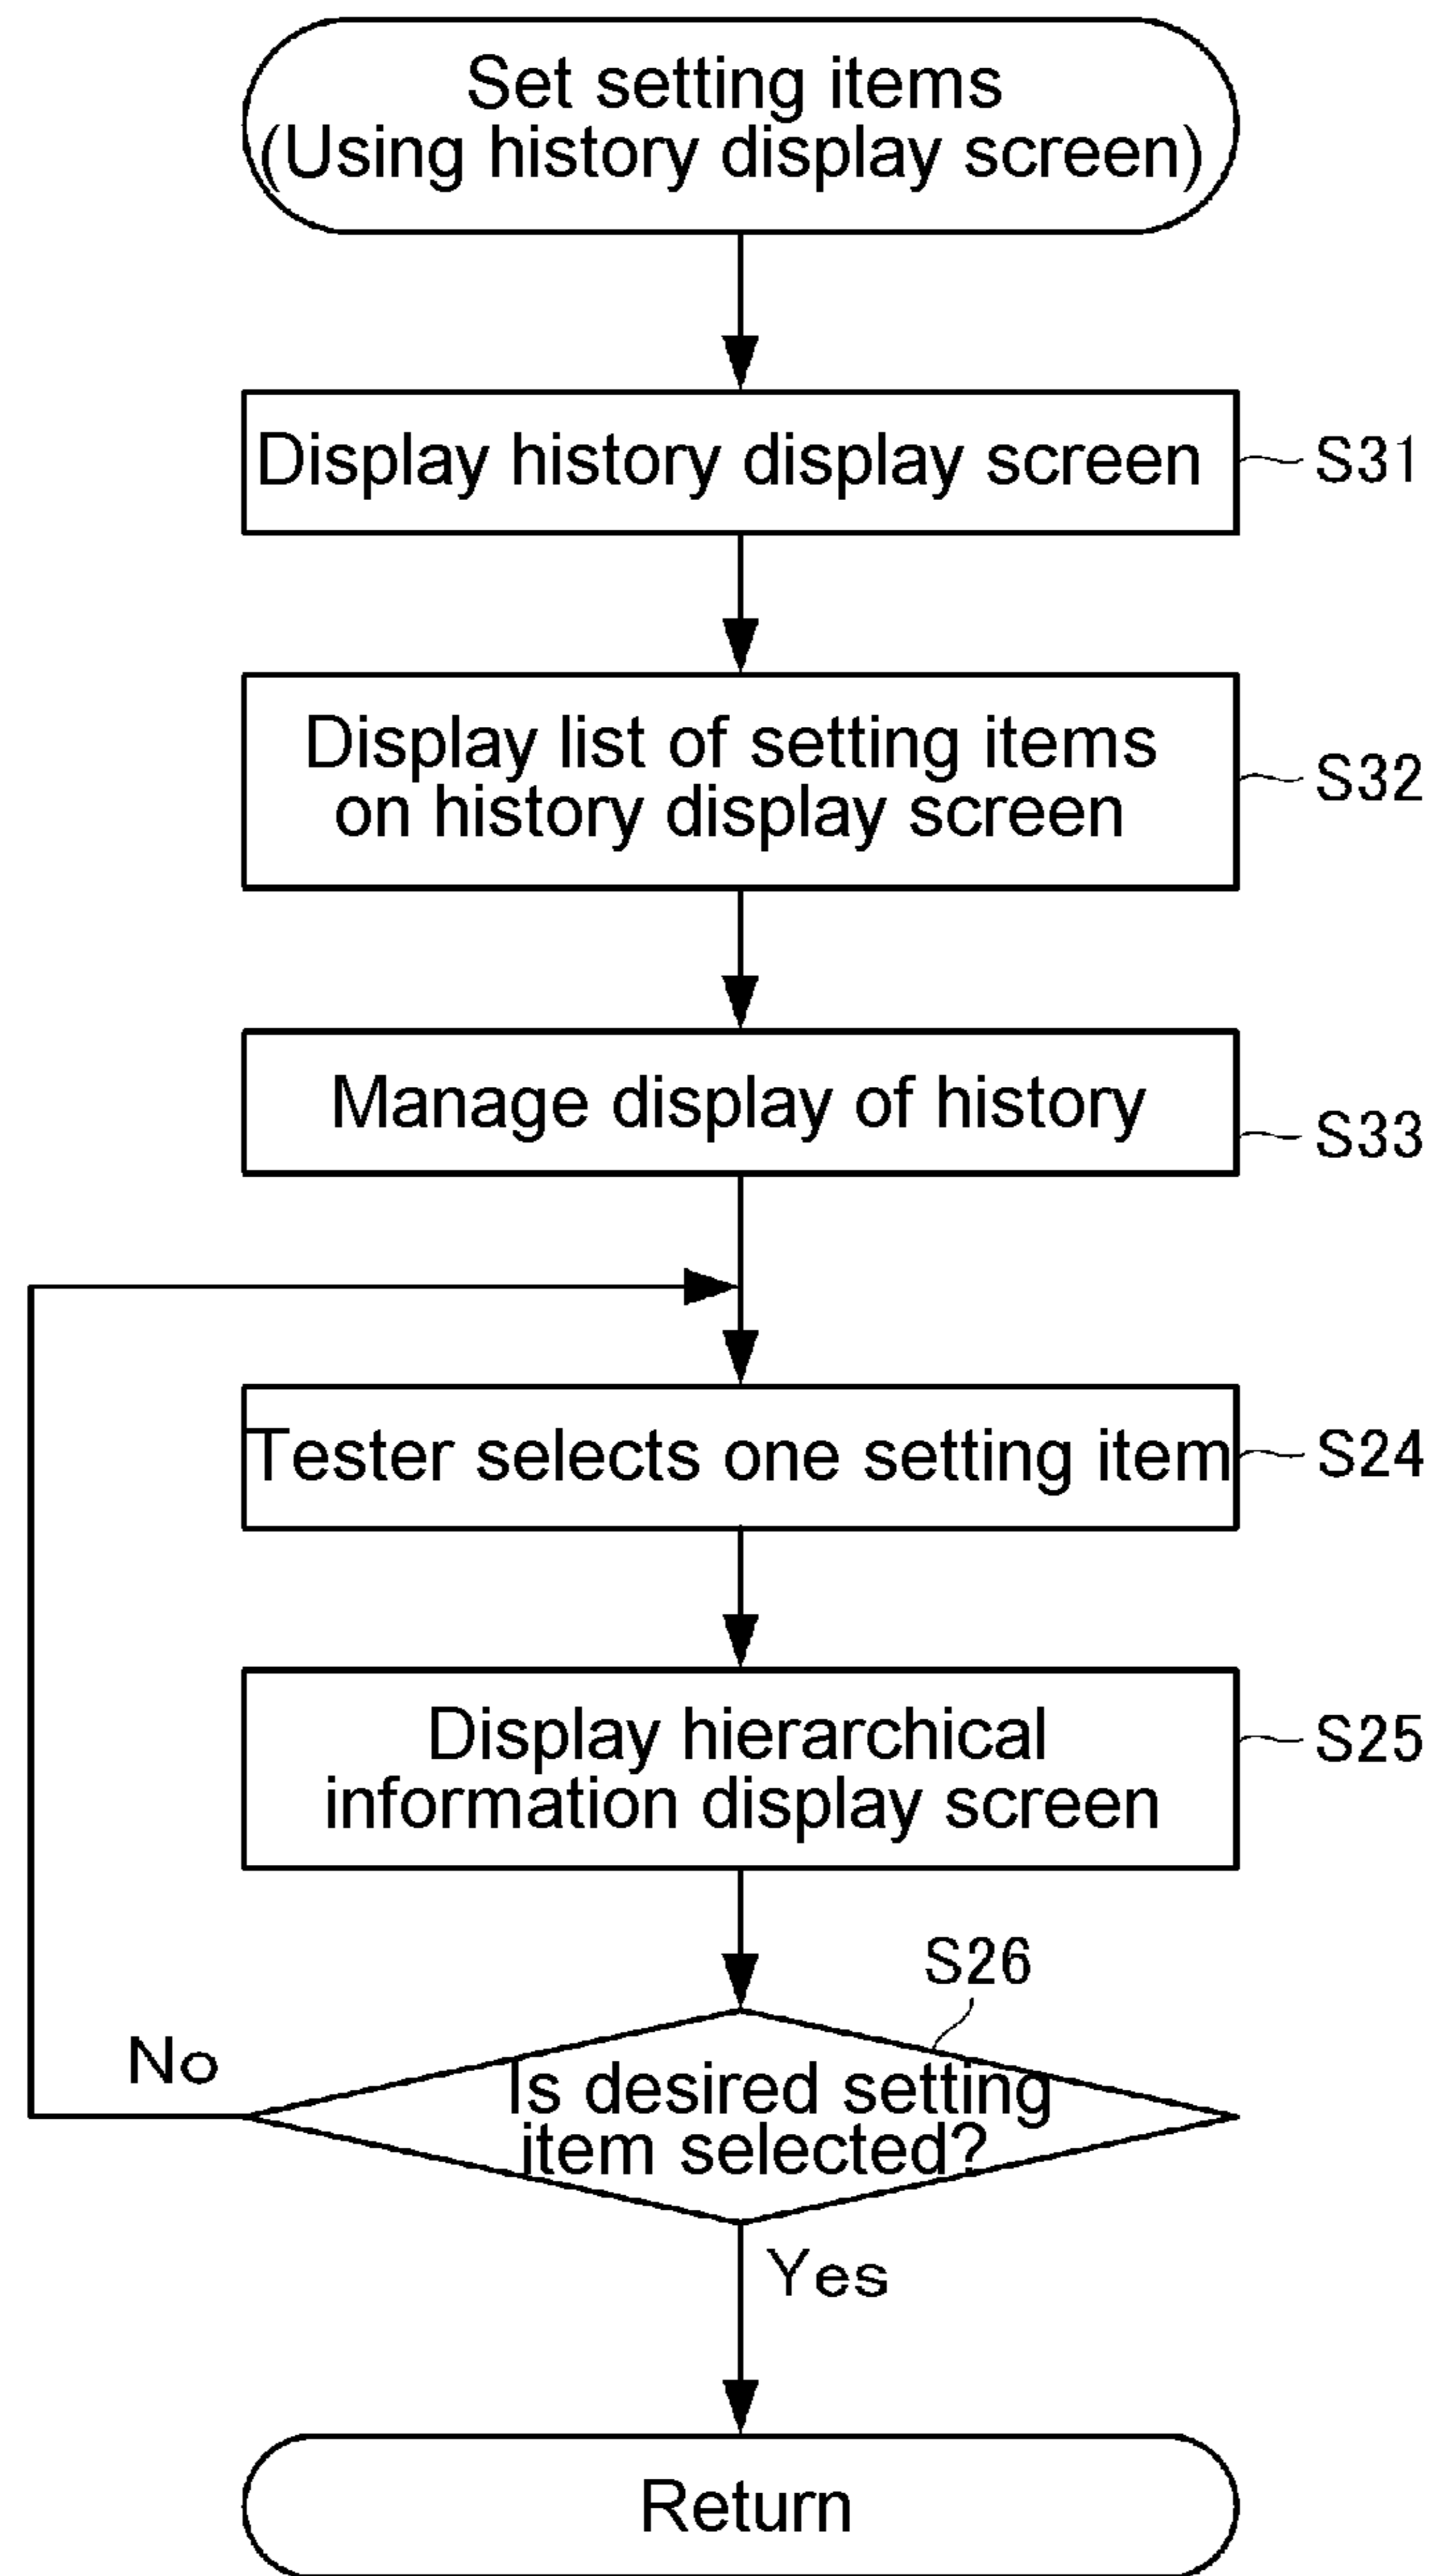 Set setting items
(Using history display screen)
Display history display screen
S31
Display list of setting items
on history display screen
S32
Manage display of history
S33
Tester selects one setting item
S24
Display hierarchical
information display screen
S25
S26
No
Is desired setting
item selected?
Yes
Return